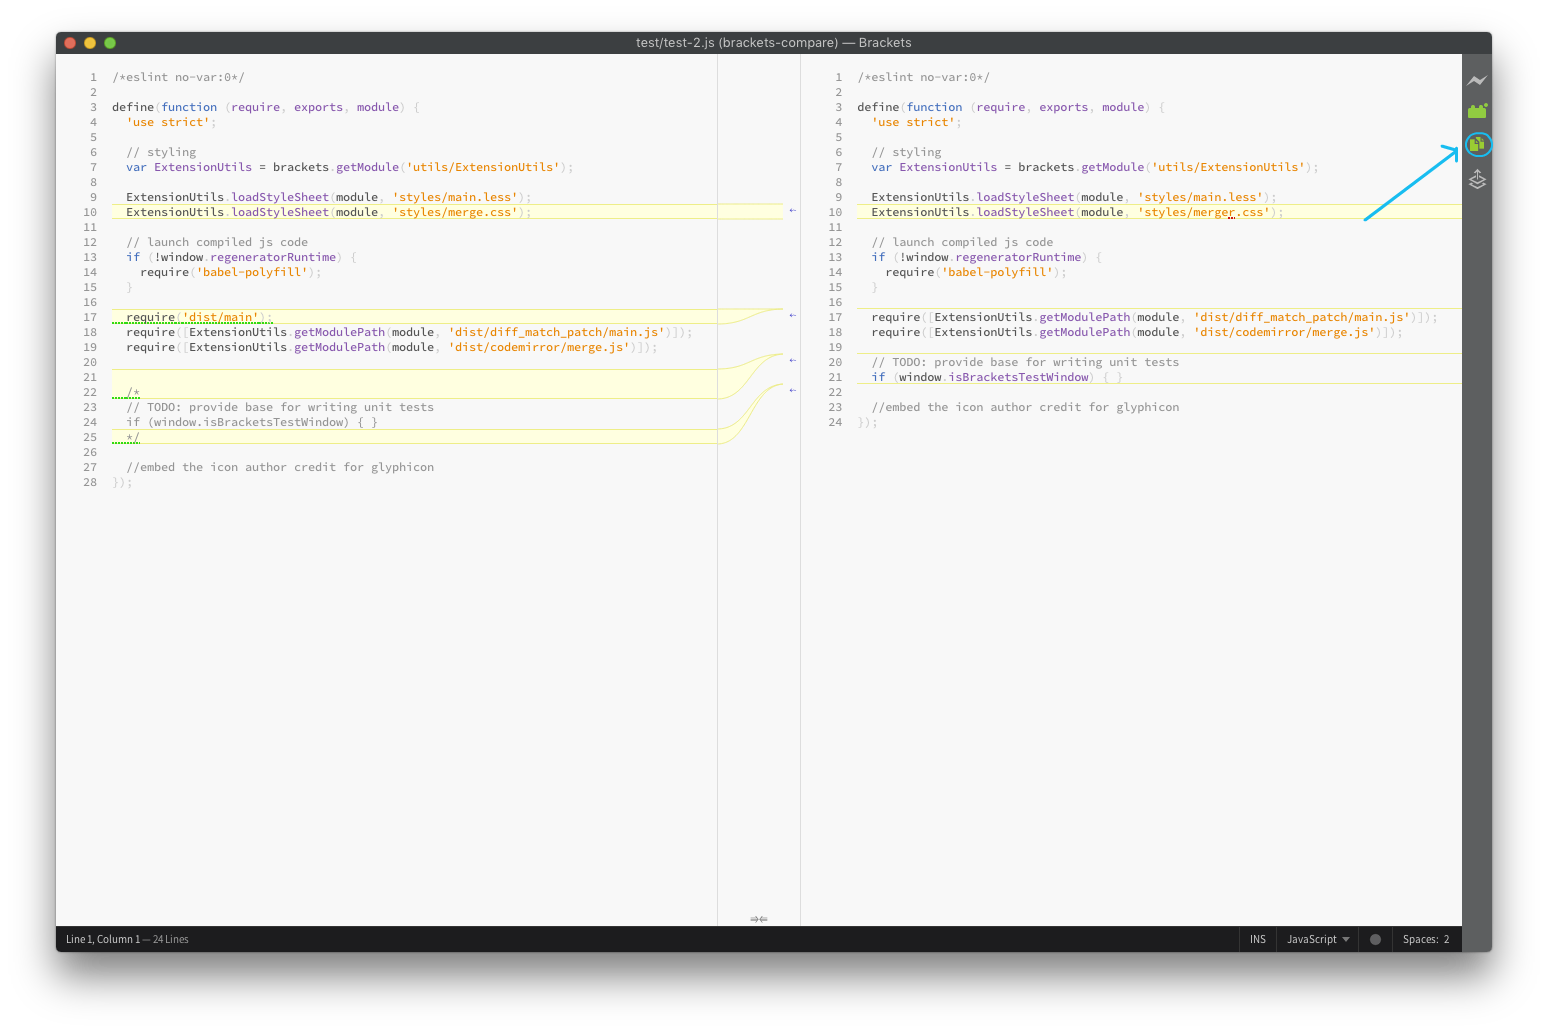 test/test-2.js (brackets-compare) — Brackets
1 /*eslint no-var:0*/
2
3 define(function (require, exports, module) {
4   'use strict';
5
6   // styling
7   var ExtensionUtils = brackets.getModule('utils/ExtensionUtils');
8
9   ExtensionUtils.loadStyleSheet(module, 'styles/main.less');
10   ExtensionUtils.loadStyleSheet(module, 'styles/merge.css');
11
12   // launch compiled js code
13   if (!window.regeneratorRuntime) {
14     require('babel-polyfill');
15   }
16
17   require('dist/main');
18   require([ExtensionUtils.getModulePath(module, 'dist/diff_match_patch/main.js')]);
19   require([ExtensionUtils.getModulePath(module, 'dist/codemirror/merge.js')]);
20
21
22   /*
23   // TODO: provide base for writing unit tests
24   if (window.isBracketsTestWindow) { }
25   */
26
27   //embed the icon author credit for glyphicon
28 });
1 /*eslint no-var:0*/
2
3 define(function (require, exports, module) {
4   'use strict';
5
6   // styling
7   var ExtensionUtils = brackets.getModule('utils/ExtensionUtils');
8
9   ExtensionUtils.loadStyleSheet(module, 'styles/main.less');
10   ExtensionUtils.loadStyleSheet(module, 'styles/merger.css');
11
12   // launch compiled js code
13   if (!window.regeneratorRuntime) {
14     require('babel-polyfill');
15   }
16
17   require([ExtensionUtils.getModulePath(module, 'dist/diff_match_patch/main.js')]);
18   require([ExtensionUtils.getModulePath(module, 'dist/codemirror/merge.js')]);
19
20   // TODO: provide base for writing unit tests
21   if (window.isBracketsTestWindow) { }
22
23   //embed the icon author credit for glyphicon
24 });
Line 1, Column 1 — 24 Lines
INS JavaScript Spaces: 2